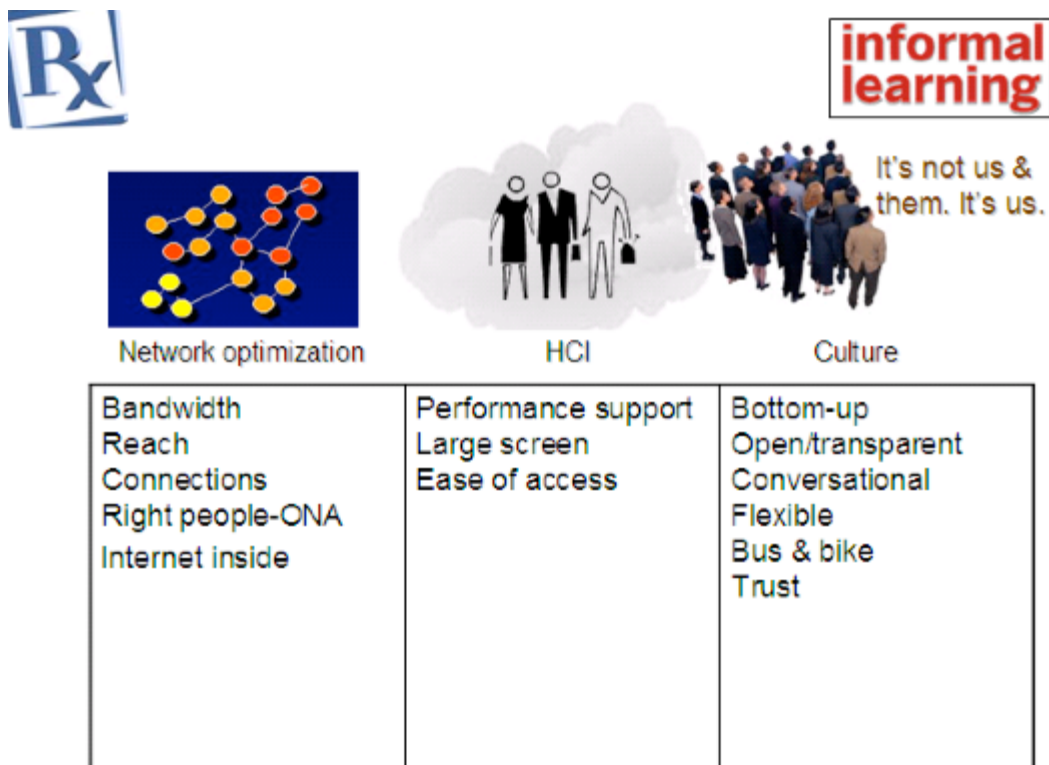 Rx
informal
learning
It's not us &
them. It's us.
Network optimization
HCI
Culture
Bandwidth
Reach
Connections
Right people-ONA
Internet inside
Performance support
Large screen
Ease of access
Bottom-up
Open/transparent
Conversational
Flexible
Bus & bike
Trust